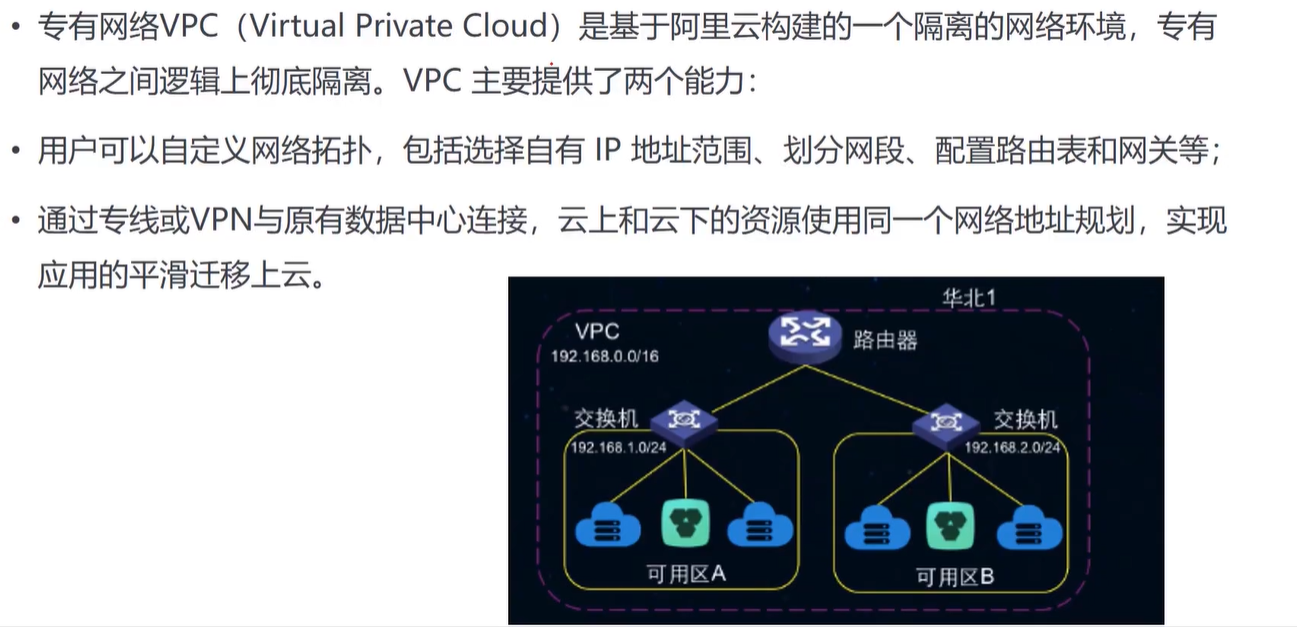 • 专有网络VPC（Virtual Private Cloud）是基于阿里云构建的一个隔离的网络环境，专有
网络之间逻辑上彻底隔离。VPC 主要提供了两个能力：
• 用户可以自定义网络拓扑，包括选择自有 IP 地址范围、划分网段、配置路由表和网关等；
• 通过专线或VPN与原有数据中心连接，云上和云下的资源使用同一个网络地址规划，实现
应用的平滑迁移上云。
华北1
VPC
192.168.0.0/16
路由器
交换机
192.168.1.0/24
交换机
192.168.2.0/24
可用区A
可用区B